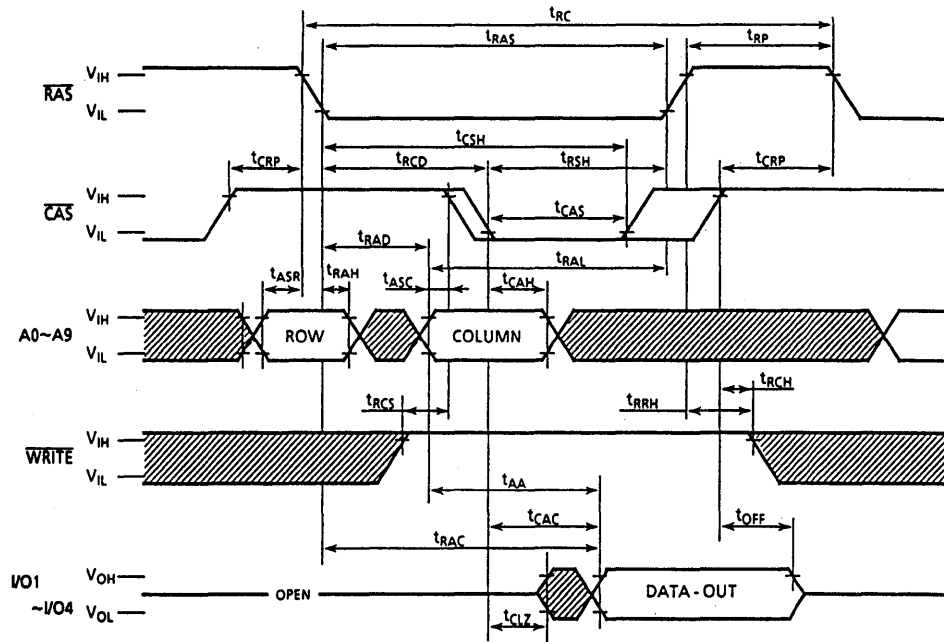 tRC
tRAS
tRP
RAS
VIH
VIL
tCSH
tCRP
tRCD
tRSH
tCRP
CAS
VIH
VIL
tCAS
tRAD
tRAL
tASR
tRAH
tASC
tCAH
A0~A9
VIH
VIL
ROW
COLUMN
tRCS
tRRH
tRCH
WRITE
VIH
VIL
tAA
tCAC
tOFF
tRAC
I/O1
~I/O4
VOH
VOL
OPEN
DATA-OUT
tCLZ